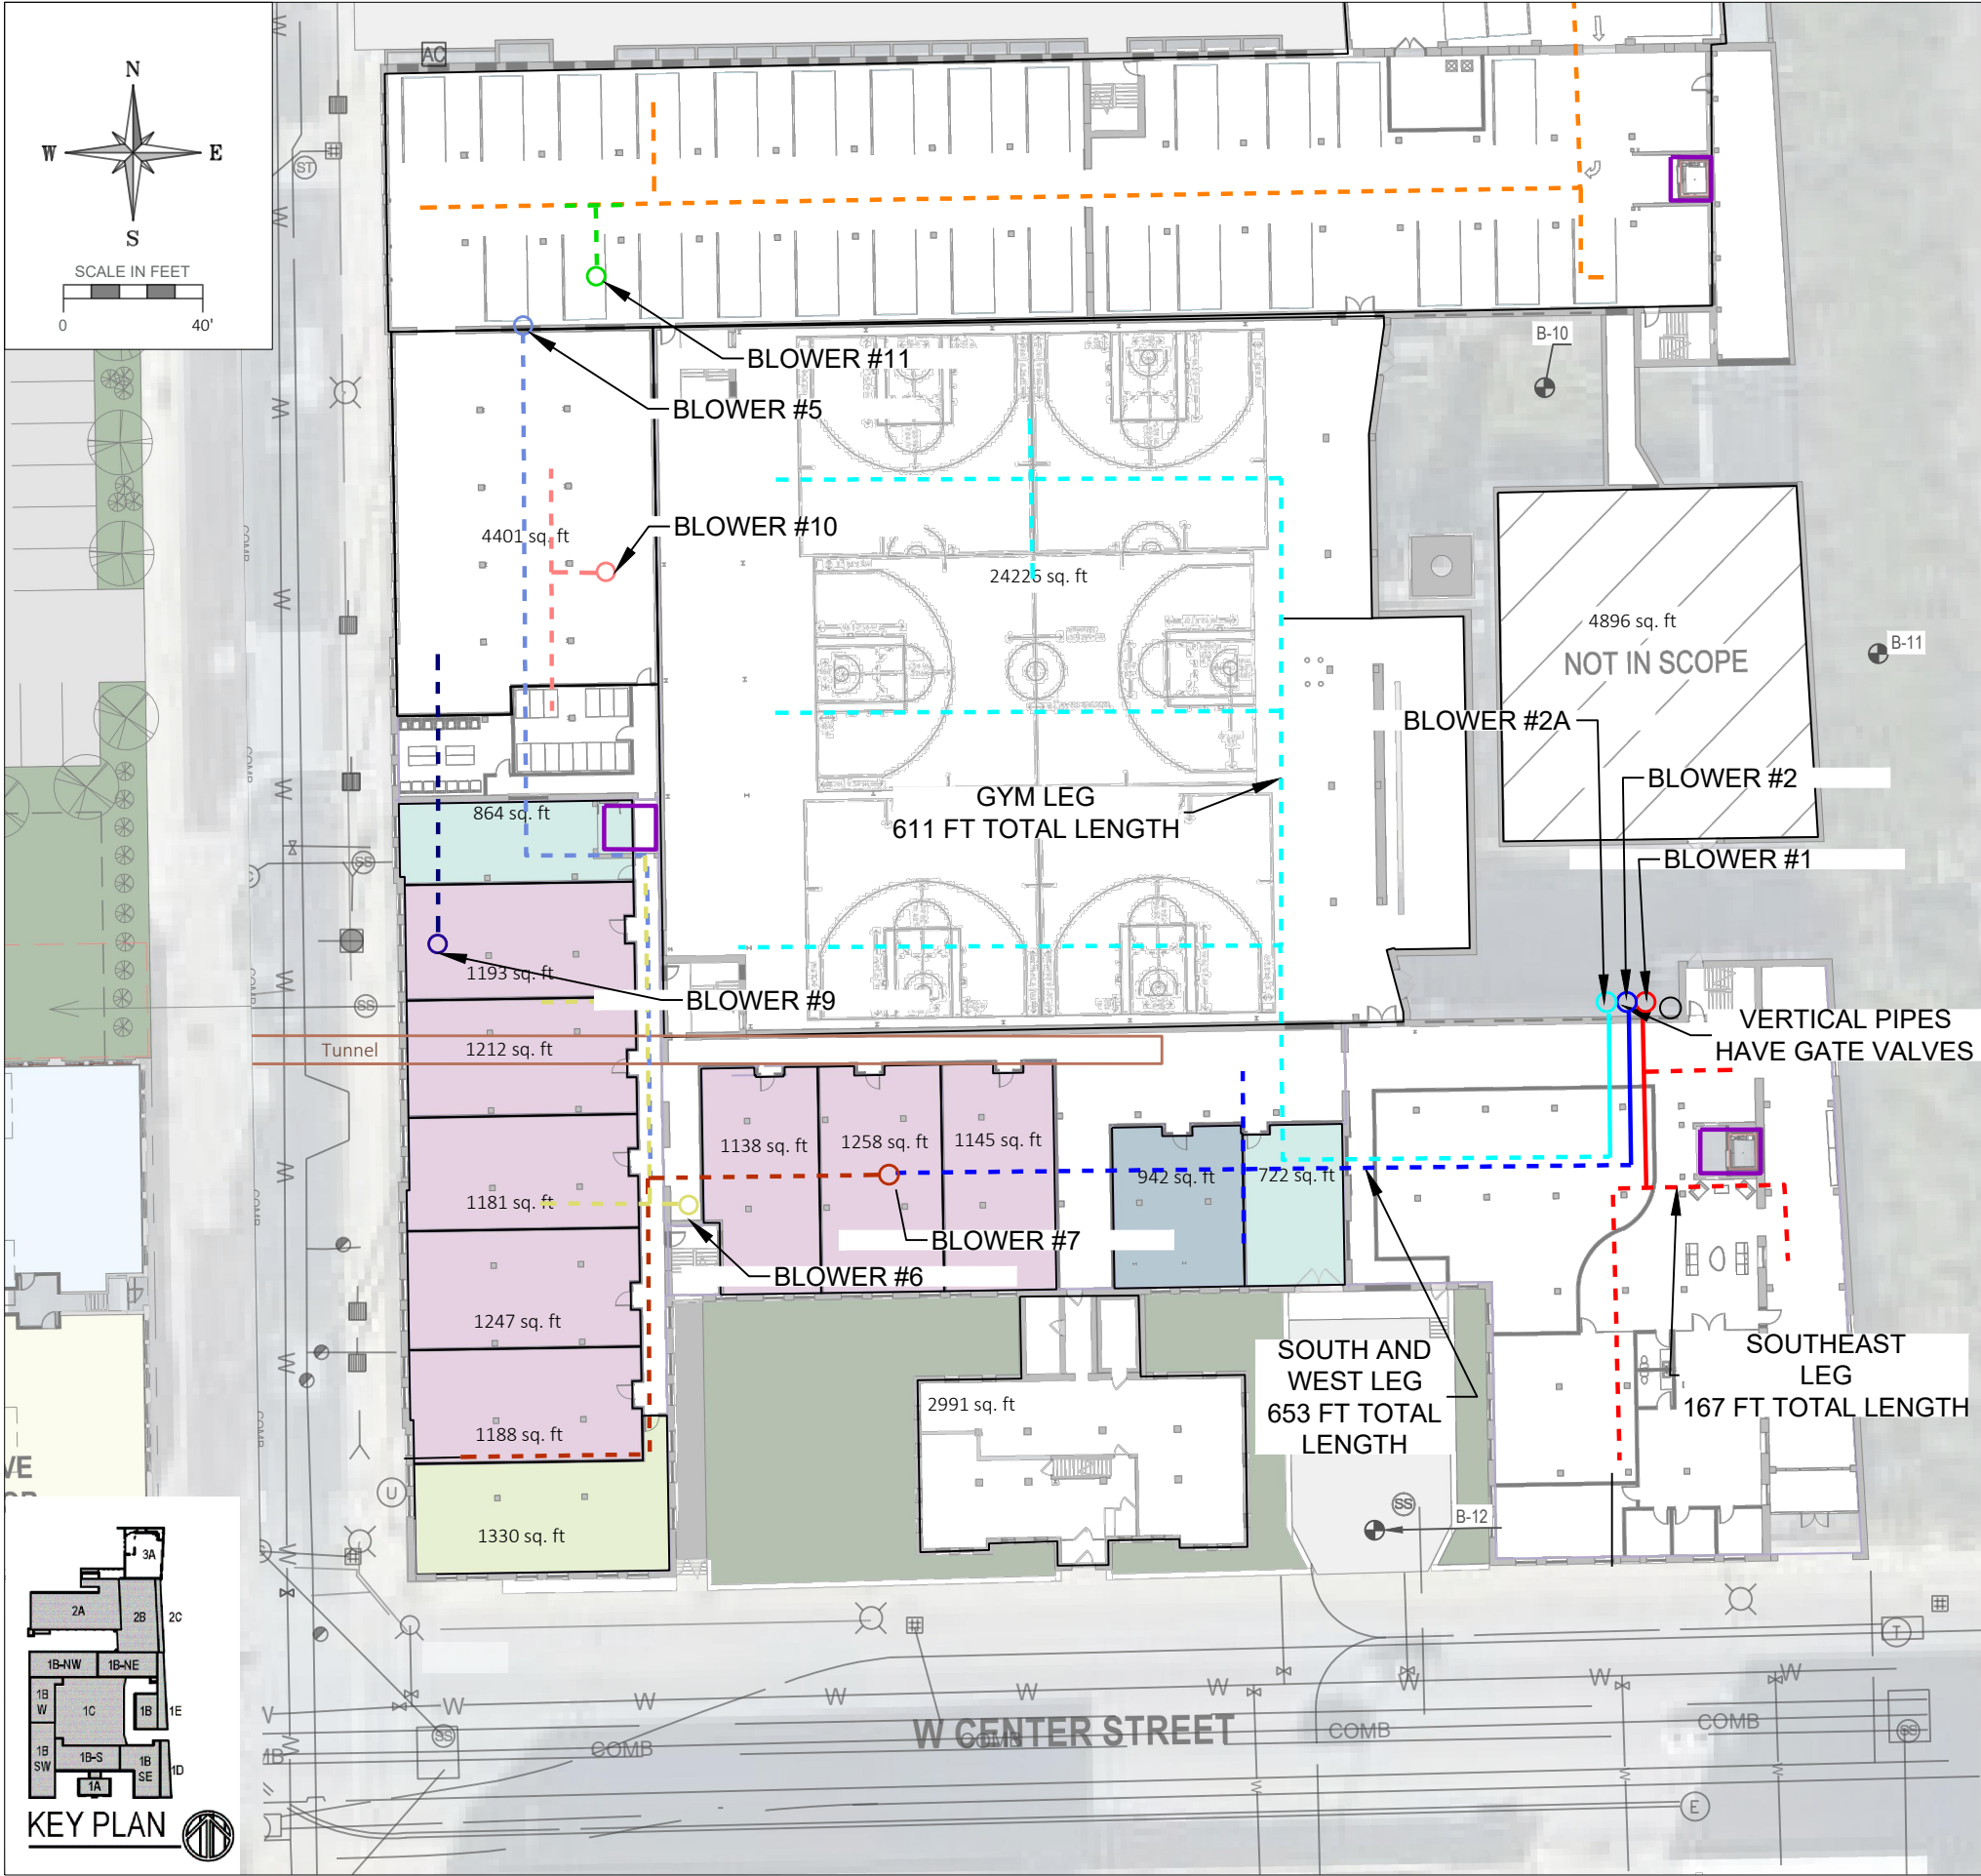 N
W
E
S
SCALE IN FEET
0
40'
AC
ST
BLOWER #11
BLOWER #5
B-10
4401 sq. ft
BLOWER #10
24226 sq. ft
4896 sq. ft
NOT IN SCOPE
B-11
BLOWER #2A
BLOWER #2
GYM LEG
611 FT TOTAL LENGTH
864 sq. ft
BLOWER #1
SS
1193 sq. ft
BLOWER #9
SS
VERTICAL PIPES
HAVE GATE VALVES
Tunnel
1212 sq. ft
1138 sq. ft
1258 sq. ft
1145 sq. ft
942 sq. ft
722 sq. ft
1181 sq. ft
BLOWER #7
BLOWER #6
1247 sq. ft
SOUTH AND
WEST LEG
653 FT TOTAL
LENGTH
SOUTHEAST
LEG
167 FT TOTAL LENGTH
2991 sq. ft
1188 sq. ft
U
SS
B-12
1330 sq. ft
3A
2A
2B
2C
1B-NW
1B-NE
1B
W
1C
1B
1E
1B
SW
1B-S
1B
SE
1D
1A
KEY PLAN
T
W
W
W
W
W
W
W
W
W CENTER STREET
COMB
COMB
COMB
COMB
SS
SS
E